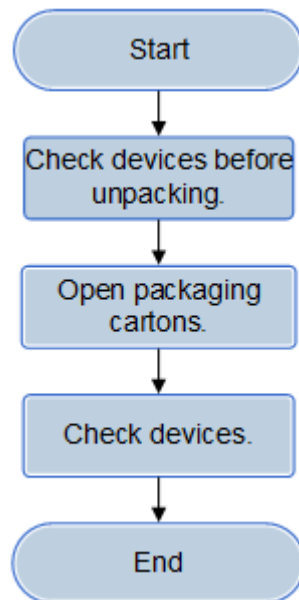 Start
Check devices before
unpacking.
Open packaging
cartons.
Check devices.
End